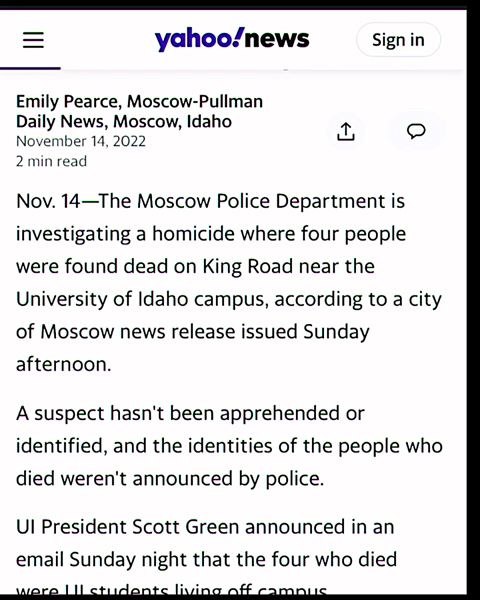 yahoo!news
Sign in
Emily Pearce, Moscow-Pullman
Daily News, Moscow, Idaho
November 14, 2022
2 min read
Nov. 14—The Moscow Police Department is
investigating a homicide where four people
were found dead on King Road near the
University of Idaho campus, according to a city
of Moscow news release issued Sunday
afternoon.
A suspect hasn't been apprehended or
identified, and the identities of the people who
died weren't announced by police.
UI President Scott Green announced in an
email Sunday night that the four who died
were UI students living off campus.